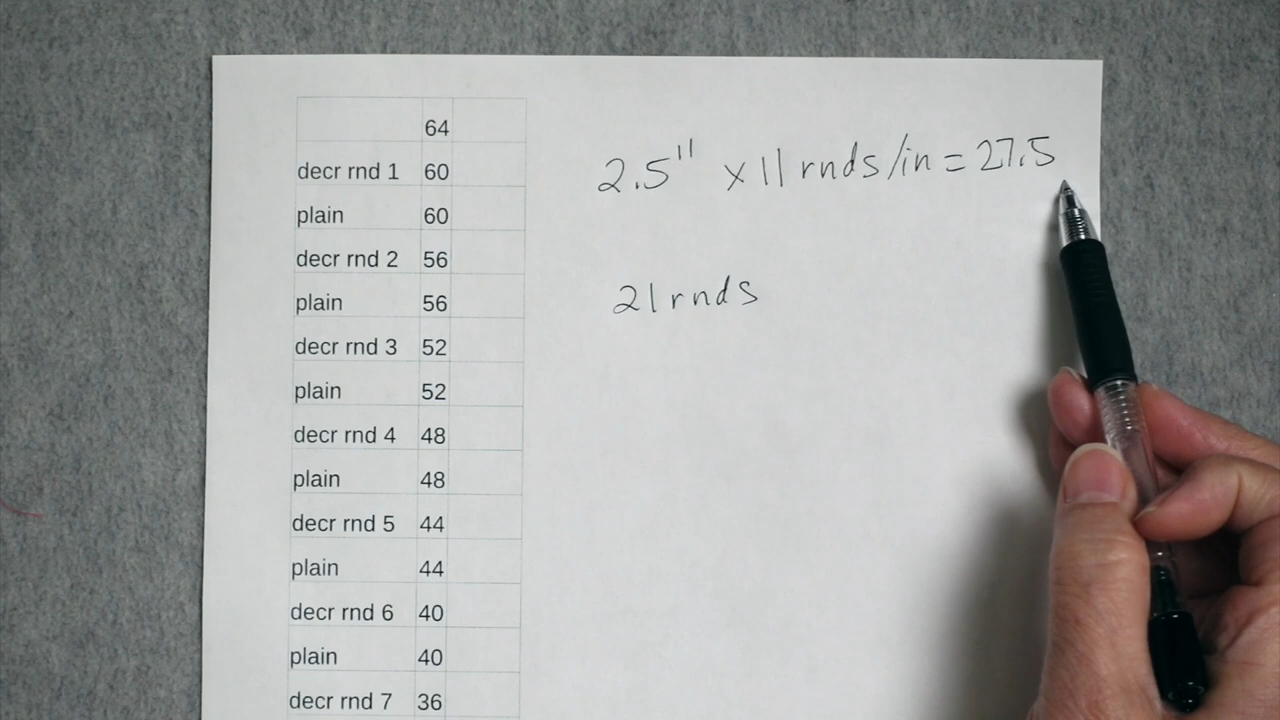 64
decr rnd 1 60
plain 60
decr rnd 2 56
plain 56
decr rnd 3 52
plain 52
decr rnd 4 48
plain 48
decr rnd 5 44
plain 44
decr rnd 6 40
plain 40
decr rnd 7 36
2.5" x 11 rnds/in = 27.5
21 rnds